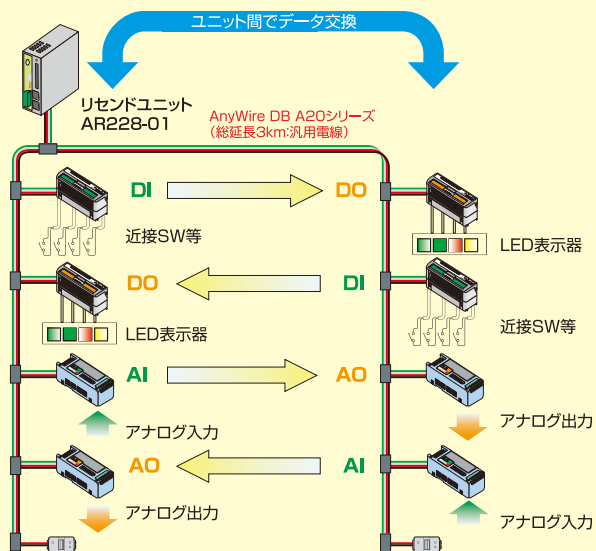 ユニット間でデータ交換
リセンドユニット
AR228-01
AnyWire DB A20シリーズ
(総延長3km:汎用電線)
DI
DO
近接SW等
LED表示器
DO
DI
LED表示器
近接SW等
AI
AO
アナログ入力
アナログ出力
AO
AI
アナログ出力
アナログ入力